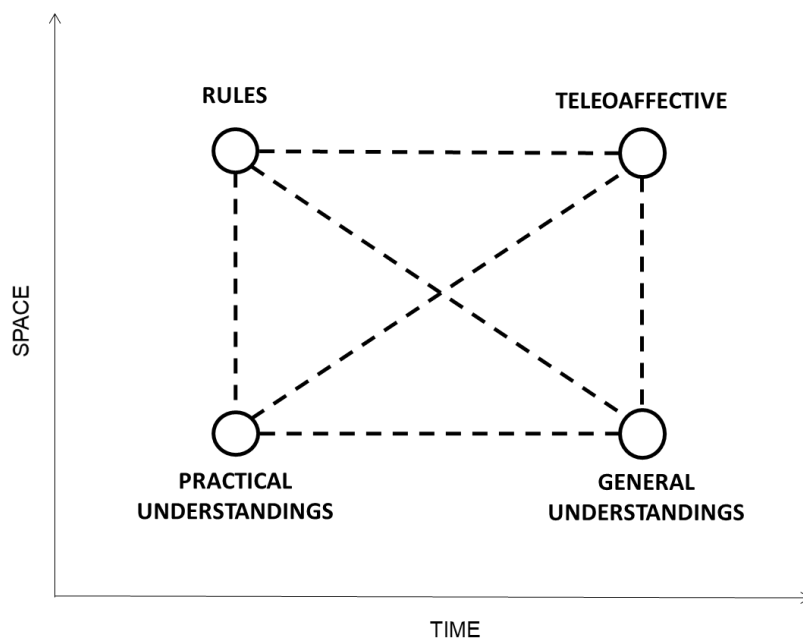 RULES
TELEOAFFECTIVE
SPACE
PRACTICAL
UNDERSTANDINGS
GENERAL
UNDERSTANDINGS
TIME